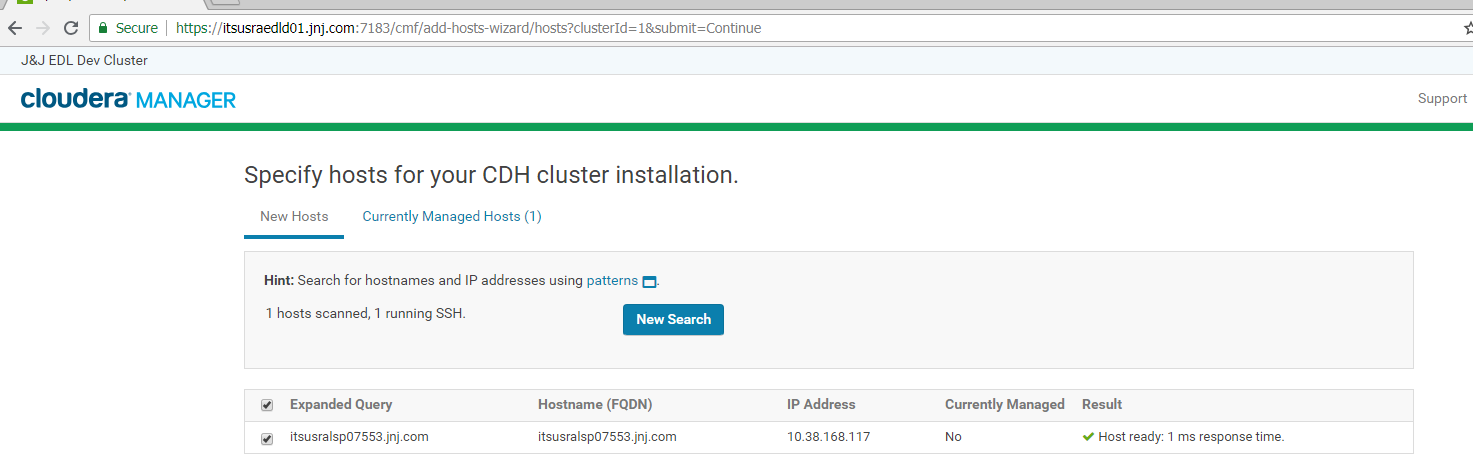 Secure | https://itsusraedld01.jnj.com:7183/cmf/add-hosts-wizard/hosts?clusterId=1&submit=Continue
J&J EDL Dev Cluster
cloudera MANAGER
Support
Specify hosts for your CDH cluster installation.
New Hosts Currently Managed Hosts (1)
Hint: Search for hostnames and IP addresses using patterns .
1 hosts scanned, 1 running SSH. New Search
Expanded Query Hostname (FQDN) IP Address Currently Managed Result
itsusralsp07553.jnj.com itsusralsp07553.jnj.com 10.38.168.117 No Host ready: 1 ms response time.